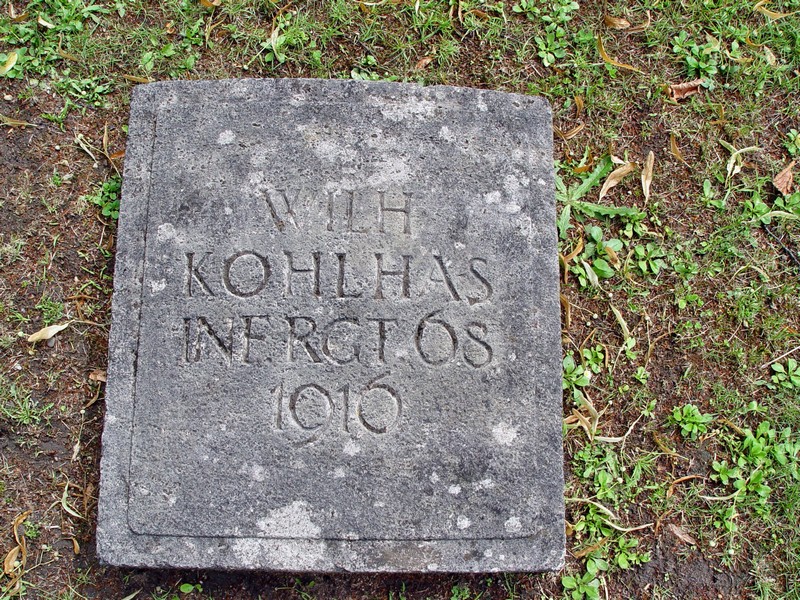 WILH
KOHLHAS
INF.RGT.68
1916